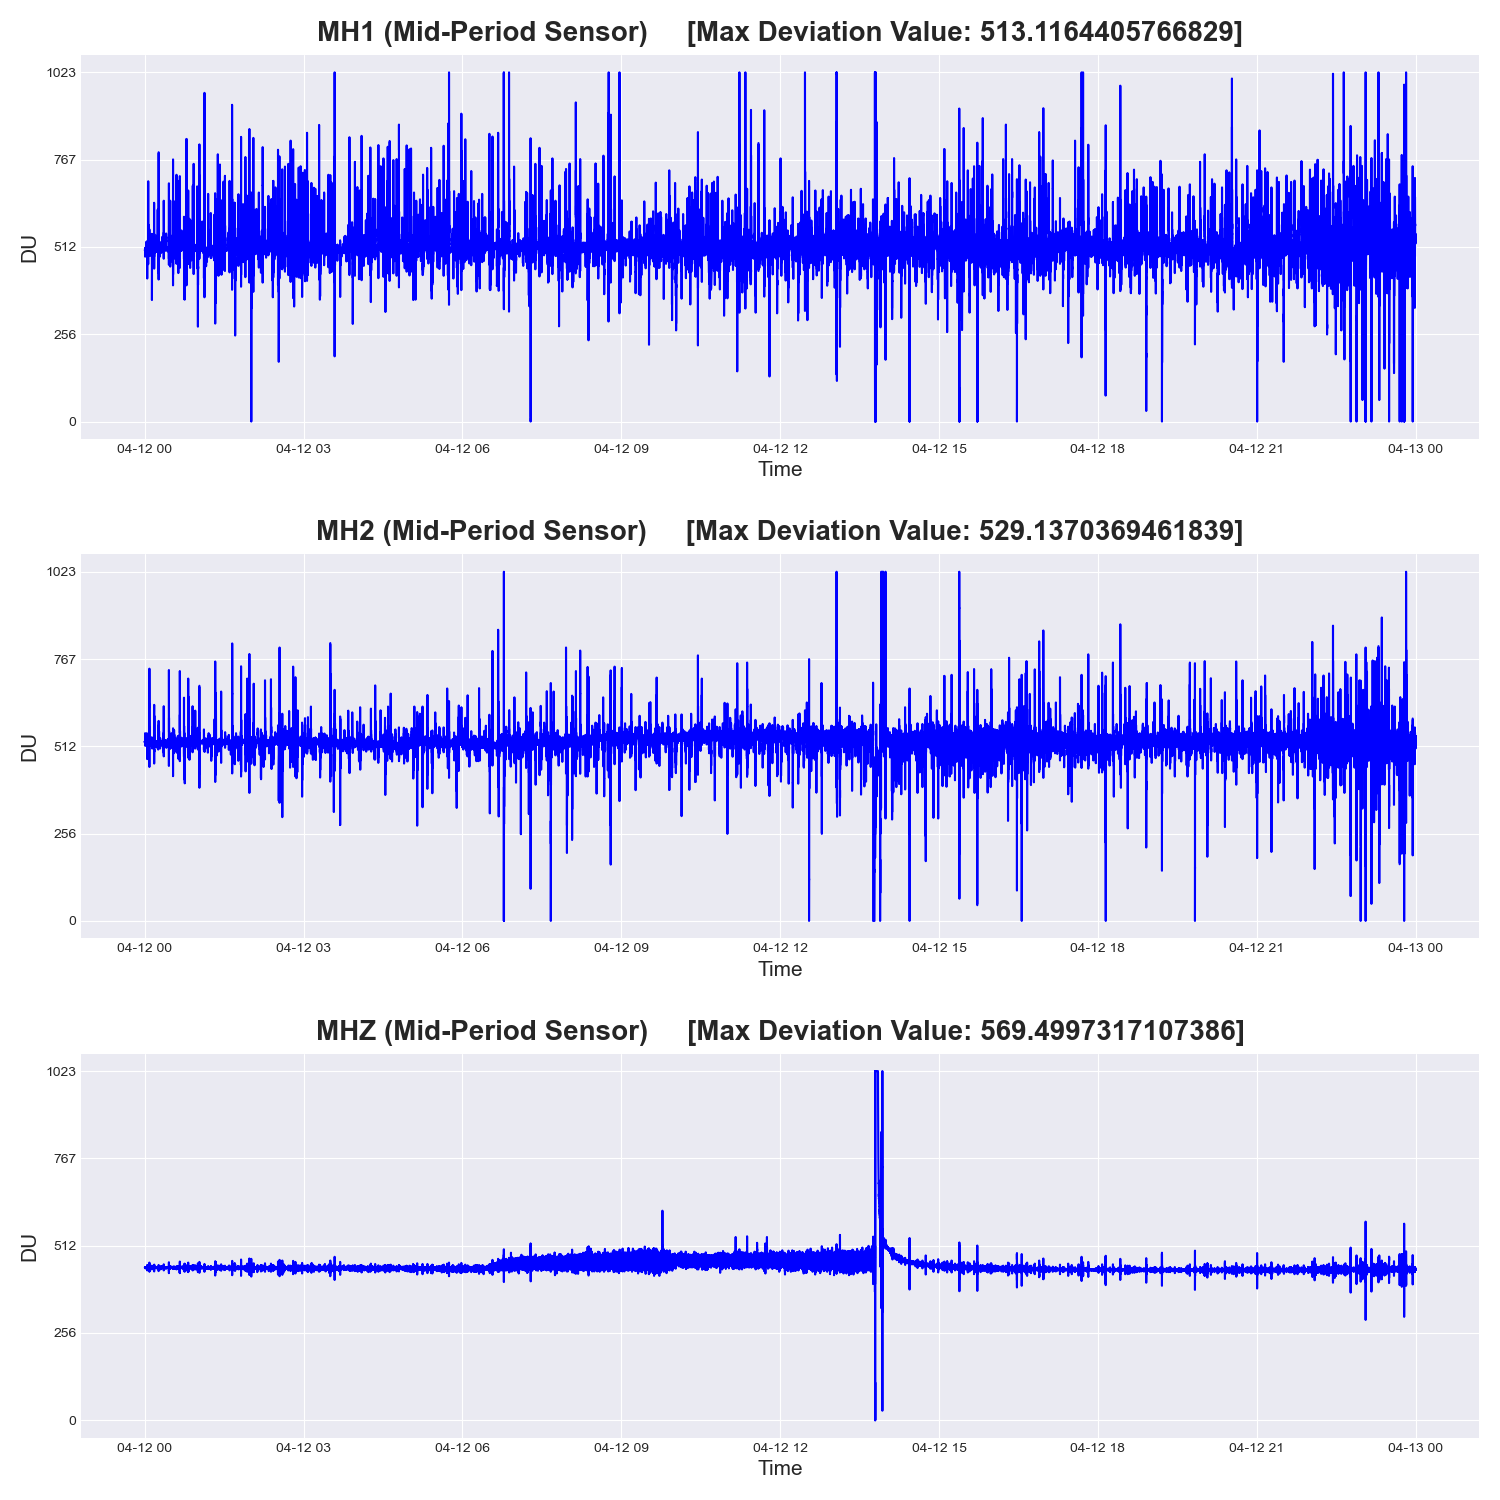 MH1 (Mid-Period Sensor) [Max Deviation Value: 513.1164405766829]
1023
767
512
256
0
DU
04-12 00 04-12 03 04-12 06 04-12 09 04-12 12 04-12 15 04-12 18 04-12 21 04-13 00
Time
MH2 (Mid-Period Sensor) [Max Deviation Value: 529.1370369461839]
1023
767
512
256
0
DU
04-12 00 04-12 03 04-12 06 04-12 09 04-12 12 04-12 15 04-12 18 04-12 21 04-13 00
Time
MHZ (Mid-Period Sensor) [Max Deviation Value: 569.4997317107386]
1023
767
512
256
0
DU
04-12 00 04-12 03 04-12 06 04-12 09 04-12 12 04-12 15 04-12 18 04-12 21 04-13 00
Time